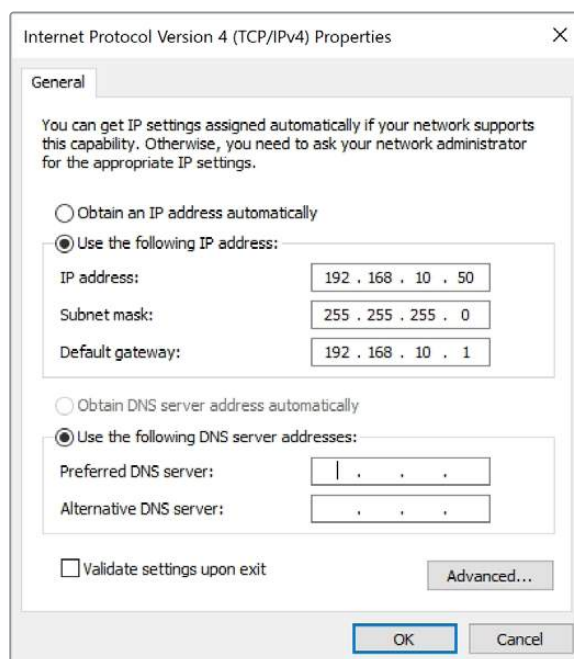 Internet Protocol Version 4 (TCP/IPv4) Properties
General
You can get IP settings assigned automatically if your network supports
this capability. Otherwise, you need to ask your network administrator
for the appropriate IP settings.
Obtain an IP address automatically
Use the following IP address:
IP address: 192 . 168 . 10 . 50
Subnet mask: 255 . 255 . 255 . 0
Default gateway: 192 . 168 . 10 . 1
Obtain DNS server address automatically
Use the following DNS server addresses:
Preferred DNS server: . . .
Alternative DNS server: . . .
Validate settings upon exit
Advanced...
OK Cancel